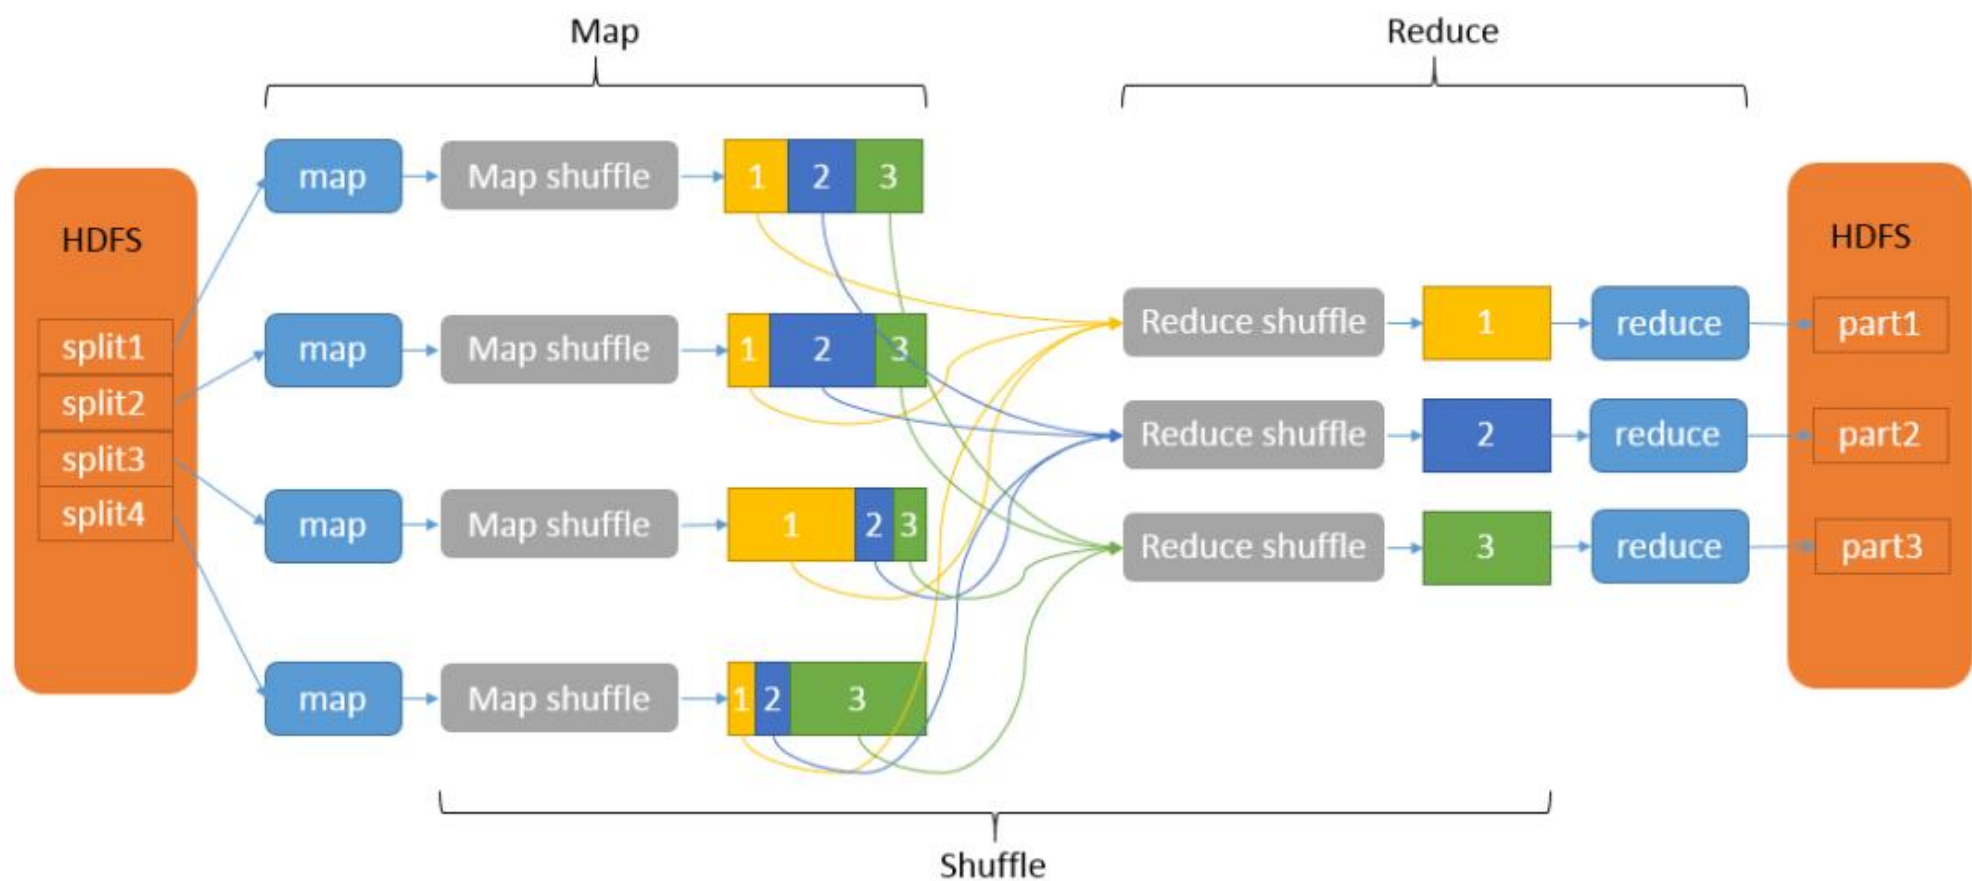 Map
Reduce
HDFS
split1
split2
split3
split4
map
Map shuffle
1 2 3
map
Map shuffle
1 2 3
map
Map shuffle
1 2 3
map
Map shuffle
1 2 3
Reduce shuffle
1
reduce
Reduce shuffle
2
reduce
Reduce shuffle
3
reduce
HDFS
part1
part2
part3
Shuffle